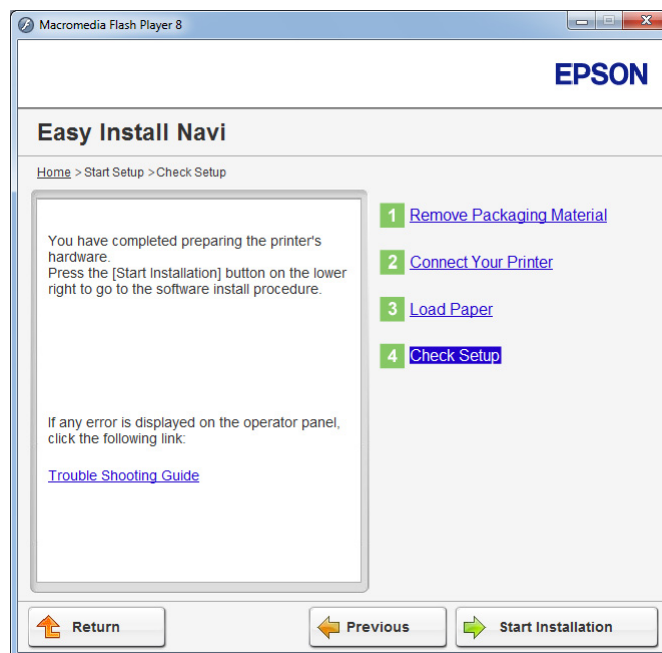 Macromedia Flash Player 8
EPSON
Easy Install Navi
Home > Start Setup > Check Setup
You have completed preparing the printer's
hardware.
Press the [Start Installation] button on the lower
right to go to the software install procedure.
If any error is displayed on the operator panel,
click the following link:
Trouble Shooting Guide
1 Remove Packaging Material
2 Connect Your Printer
3 Load Paper
4 Check Setup
Return
Previous
Start Installation